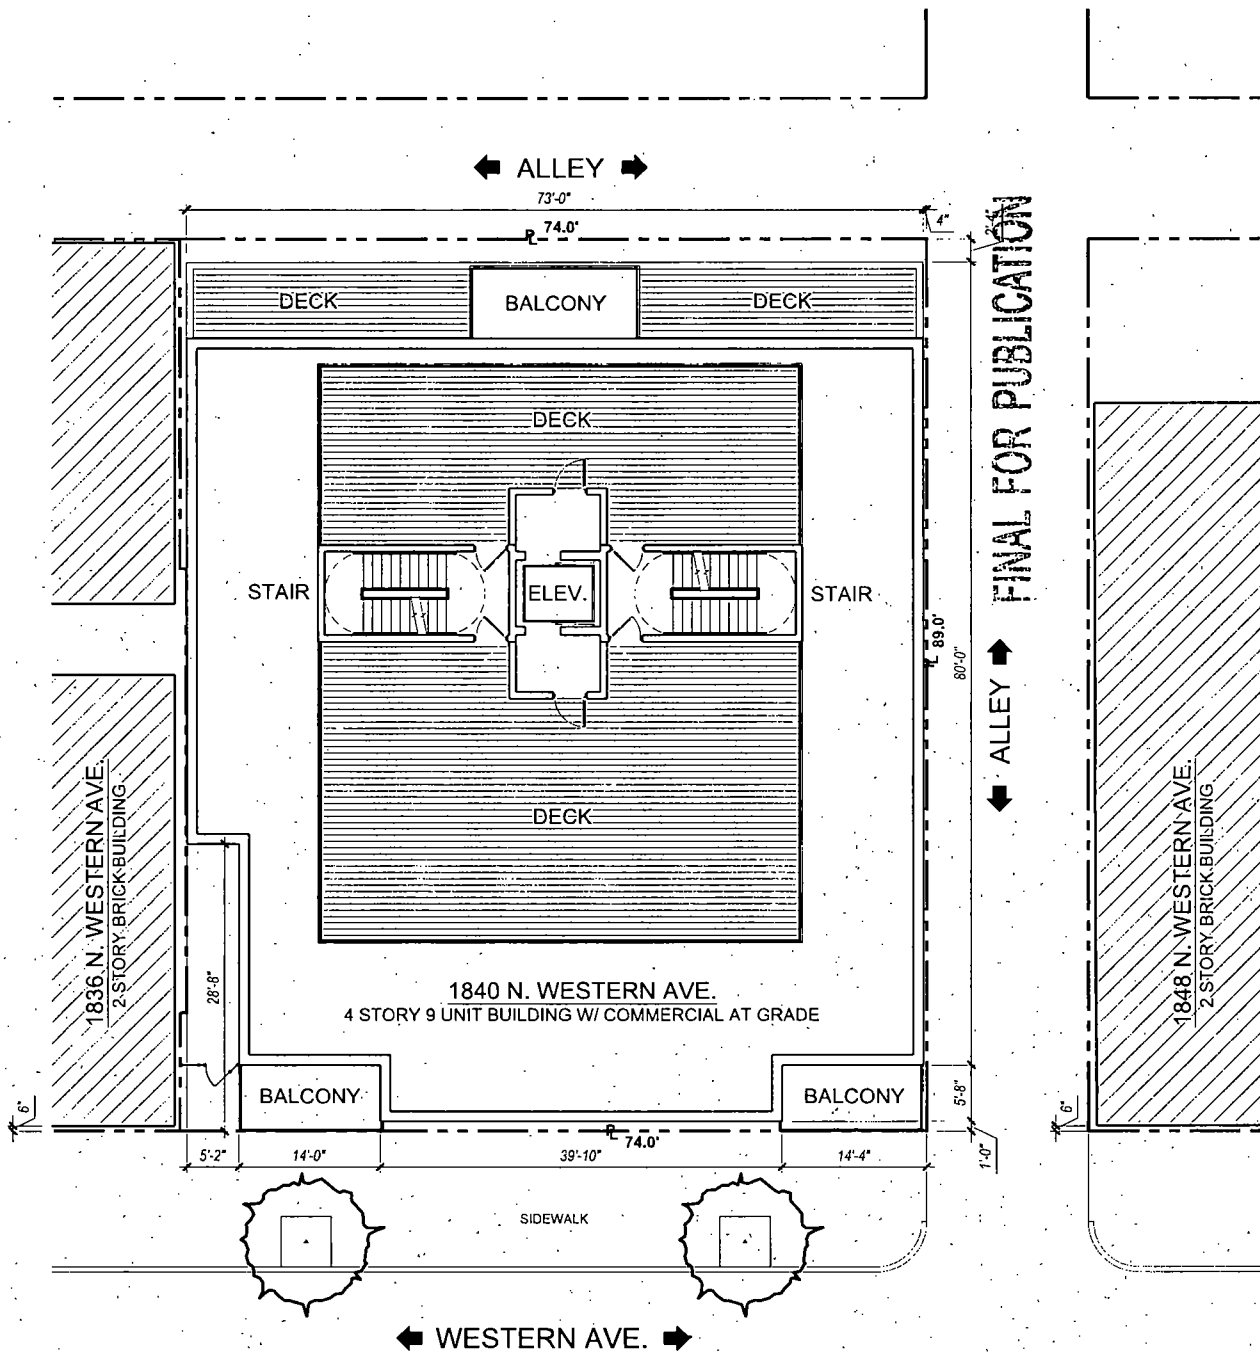 ALLEY
73'-0"
4"
2'-4"
74.0'
DECK
BALCONY
DECK
FINAL FOR PUBLICATION
DECK
STAIR
ELEV.
STAIR
89.0'
80'-0"
ALLEY
DECK
1836 N. WESTERN AVE.
2 STORY BRICK BUILDING
1848 N. WESTERN AVE.
2 STORY BRICK BUILDING
28'-8"
1840 N. WESTERN AVE.
4 STORY 9 UNIT BUILDING W/ COMMERCIAL AT GRADE
BALCONY
BALCONY
5'-8"
6"
6"
74.0'
1'-0"
5'-2"
14'-0"
39'-10"
14'-4"
SIDEWALK
WESTERN AVE.